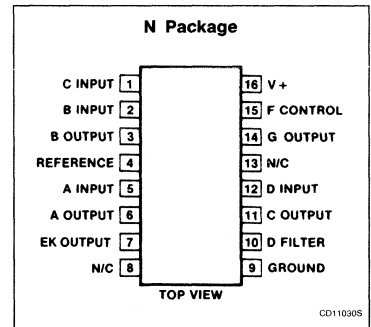 N Package
C INPUT 1
B INPUT 2
B OUTPUT 3
REFERENCE 4
A INPUT 5
A OUTPUT 6
EK OUTPUT 7
N/C 8
16 V+
15 F CONTROL
14 G OUTPUT
13 N/C
12 D INPUT
11 C OUTPUT
10 D FILTER
9 GROUND
TOP VIEW
CD11030S